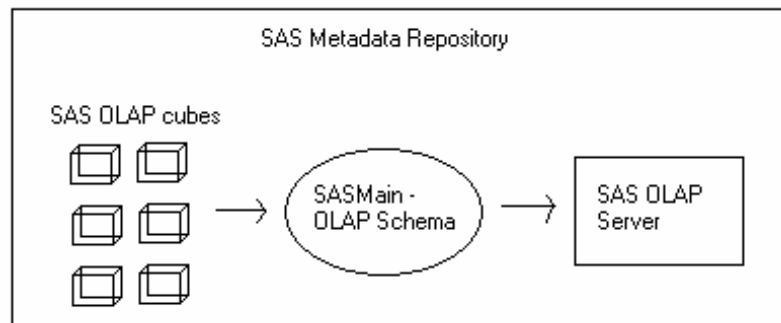 SAS Metadata Repository
SAS OLAP cubes
SASMain -
OLAP Schema
SAS OLAP
Server